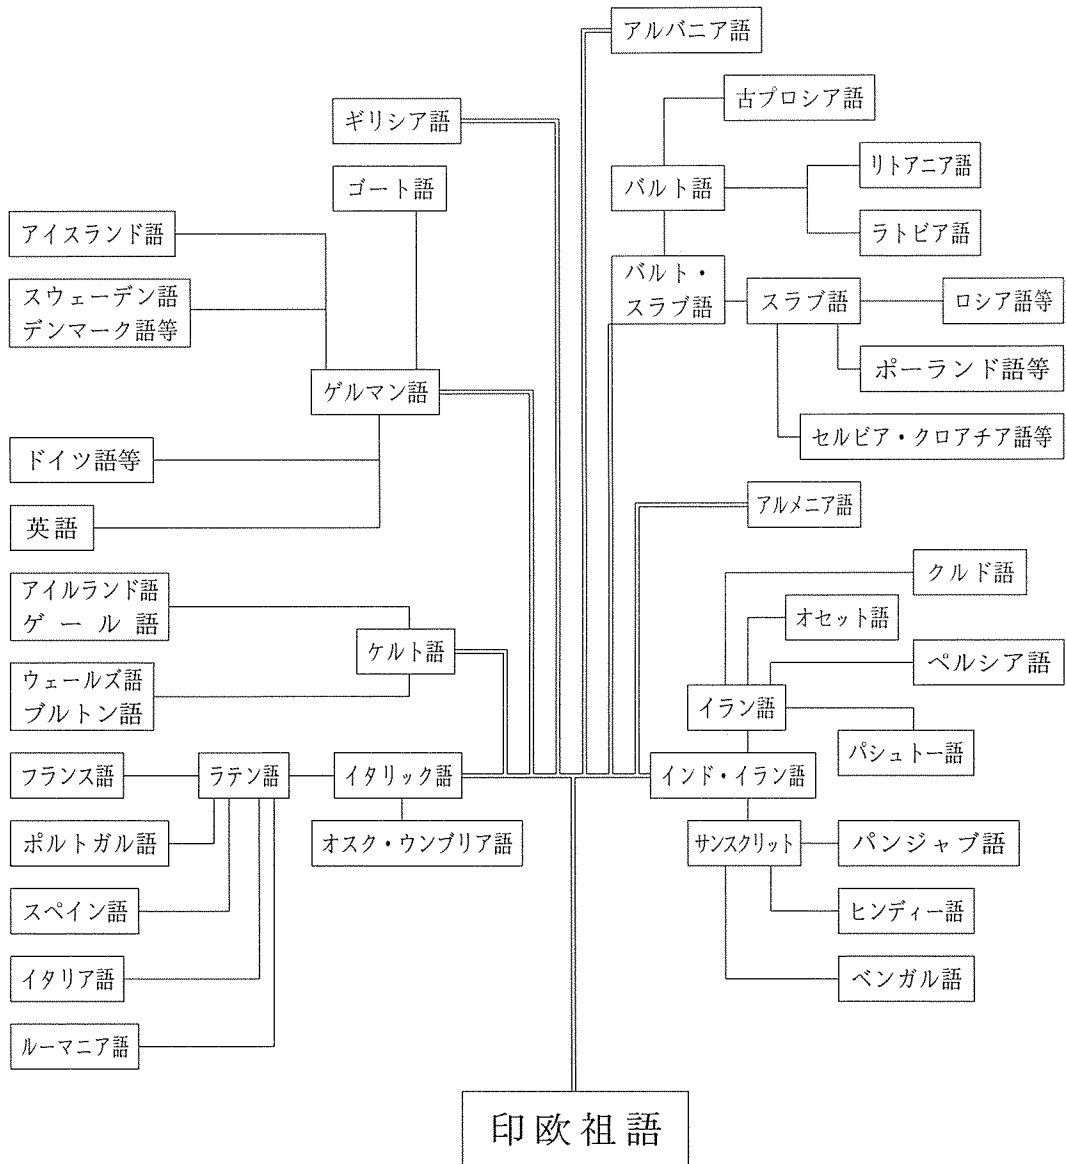 アルバニア語
古プロシア語
ギリシア語
リトアニア語
ゴート語
バルト語
アイスランド語
ラトビア語
スウェーデン語
デンマーク語等
バルト・
スラブ語
スラブ語
ロシア語等
ゲルマン語
ポーランド語等
セルビア・クロアチア語等
ドイツ語等
アルメニア語
英語
クルド語
アイルランド語
ゲール語
オセット語
ケルト語
ペルシア語
ウェールズ語
ブルトン語
イラン語
パシュトー語
フランス語
ラテン語
イタリック語
インド・イラン語
ポルトガル語
オスク・ウンブリア語
サンスクリット
パンジャブ語
スペイン語
ヒンディー語
イタリア語
ベンガル語
ルーマニア語
印欧祖語